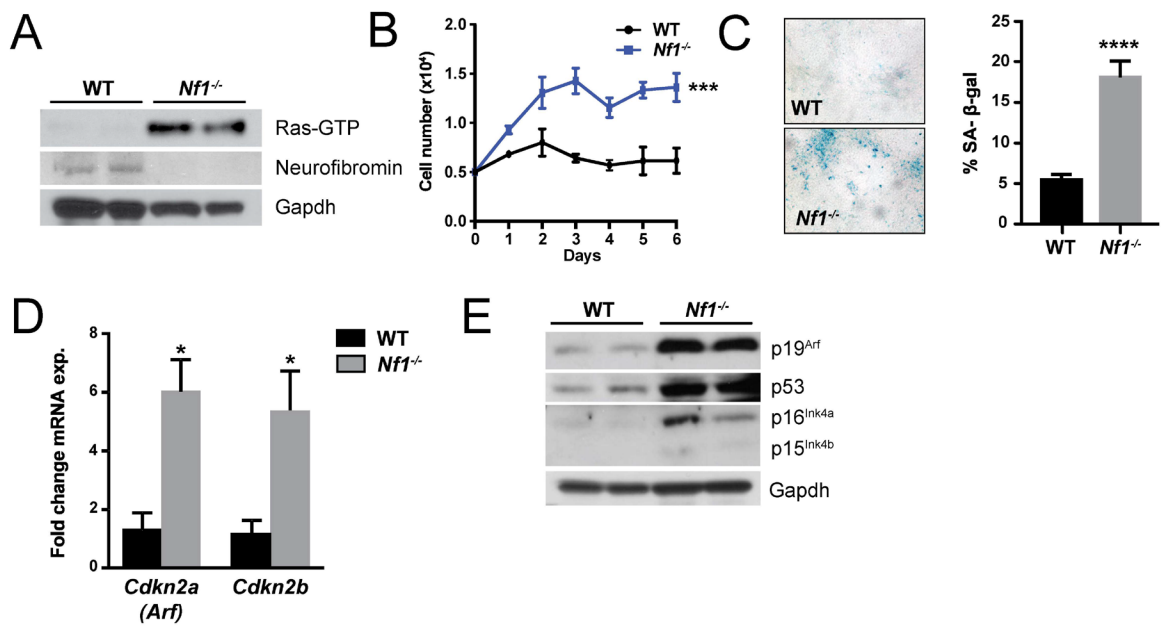 A
WT Nf1-/-
Ras-GTP
Neurofibromin
Gapdh
B
Cell number (x10⁴)
2.0
1.5
1.0
0.5
0.0
0 1 2 3 4 5 6
Days
WT
Nf1-/-
***
C
WT
Nf1-/-
% SA- β-gal
25
20
15
10
5
0
****
WT Nf1-/-
D
Fold change mRNA exp.
8
6
4
2
0
* *
WT
Nf1-/-
Cdkn2a Cdkn2b
(Arf)
E
WT Nf1-/-
p19Arf
p53
p16Ink4a
p15Ink4b
Gapdh